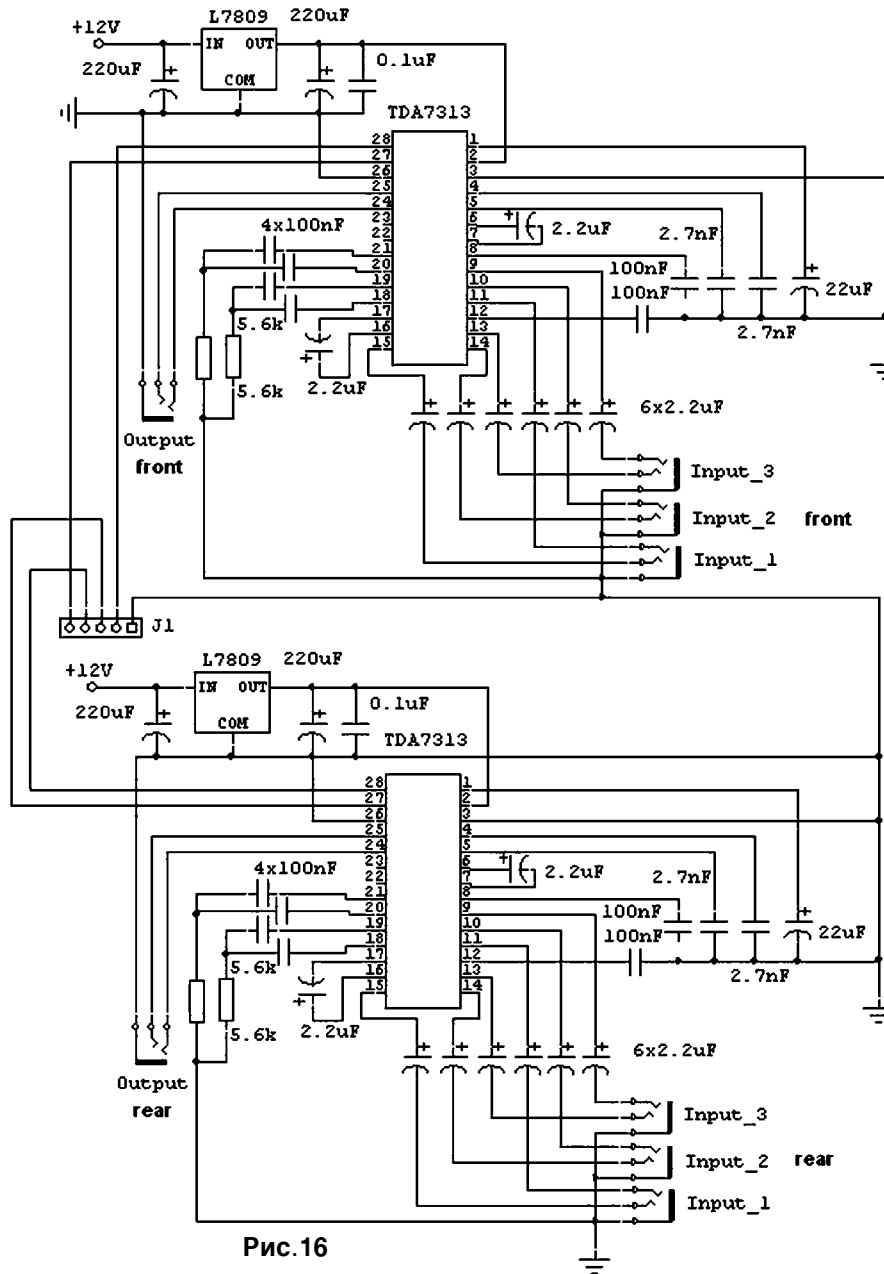 L7809 220uF
+12V
IN OUT
220uF
COM
0.1uF
TDA7313
28 1
27 2
26 3
25 4
24 5
23 6
22 7
21 8
20 9
19 10
18 11
17 12
16 13
15 14
4x100nF
2.2uF
2.7nF
100nF
100nF
22uF
2.7nF
5.6k
5.6k
2.2uF
6x2.2uF
Output
front
Input_3
Input_2 front
Input_1
J1
L7809 220uF
+12V
IN OUT
220uF
COM
0.1uF
TDA7313
28 1
27 2
26 3
25 4
24 5
23 6
22 7
21 8
20 9
19 10
18 11
17 12
16 13
15 14
4x100nF
2.2uF
2.7nF
100nF
100nF
22uF
2.7nF
5.6k
5.6k
2.2uF
6x2.2uF
Output
rear
Input_3
Input_2 rear
Input_1
Рис.16